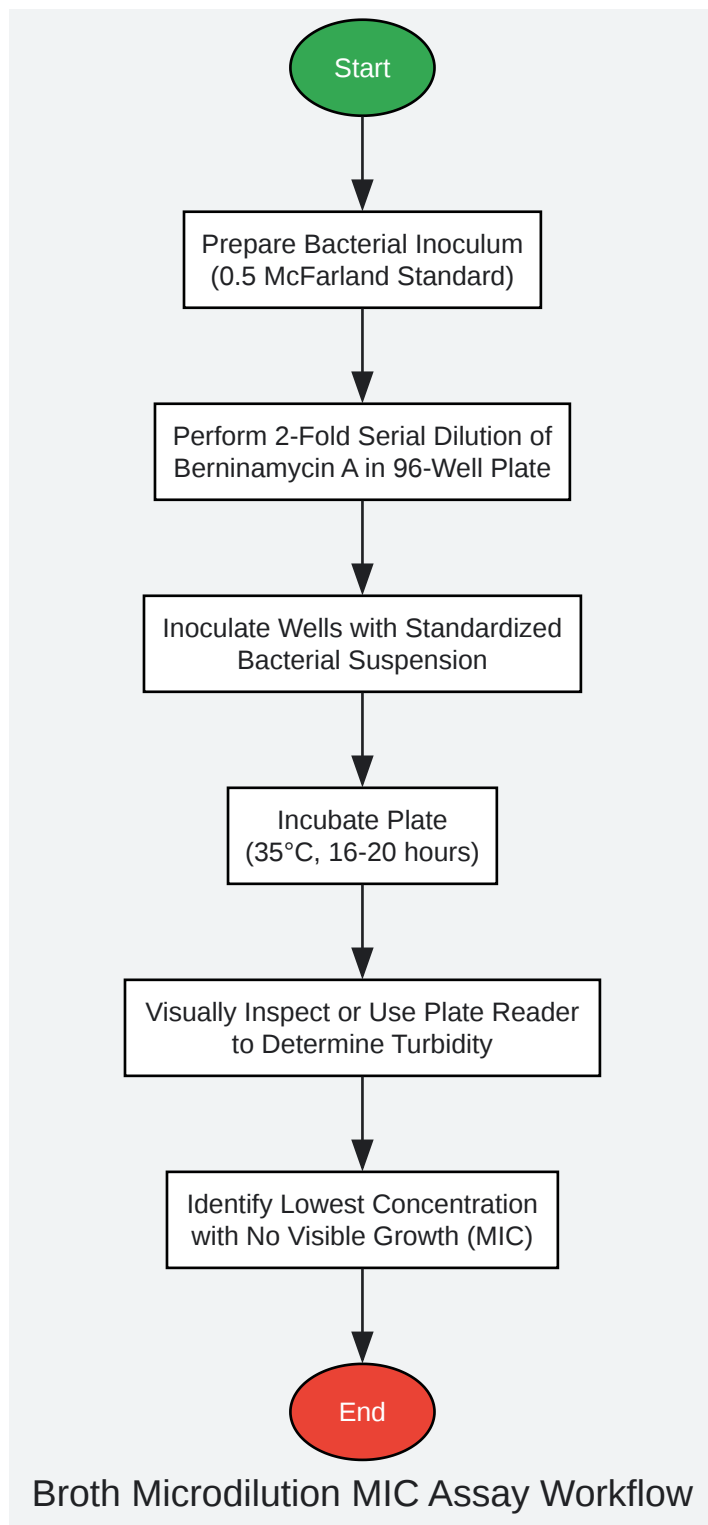 Start
Prepare Bacterial Inoculum
(0.5 McFarland Standard)
Perform 2-Fold Serial Dilution of
Berninamycin A in 96-Well Plate
Inoculate Wells with Standardized
Bacterial Suspension
Incubate Plate
(35°C, 16-20 hours)
Visually Inspect or Use Plate Reader
to Determine Turbidity
Identify Lowest Concentration
with No Visible Growth (MIC)
End
Broth Microdilution MIC Assay Workflow